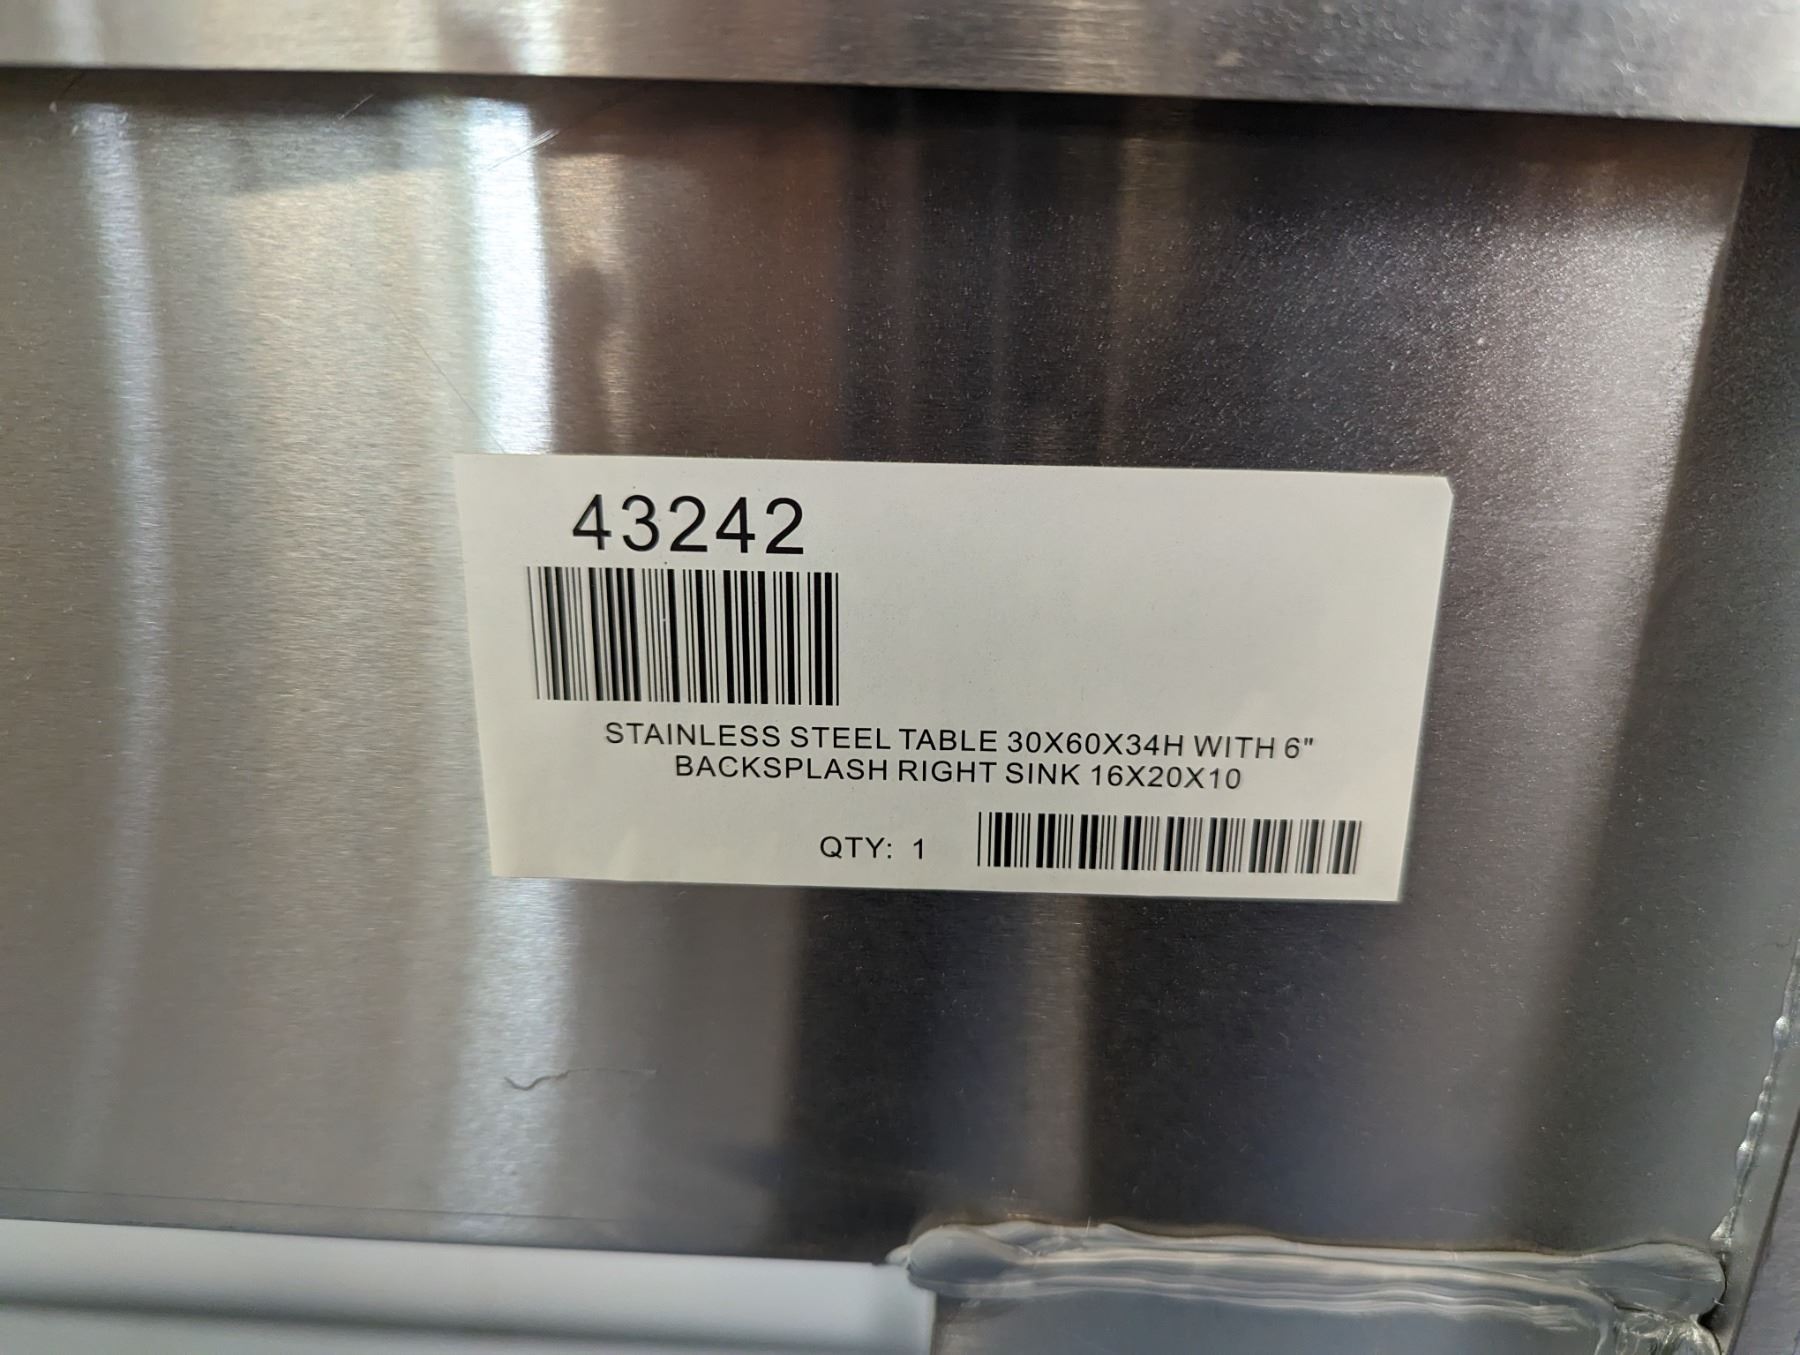 43242
STAINLESS STEEL TABLE 30X60X34H WITH 6"
BACKSPLASH RIGHT SINK 16X20X10
QTY: 1